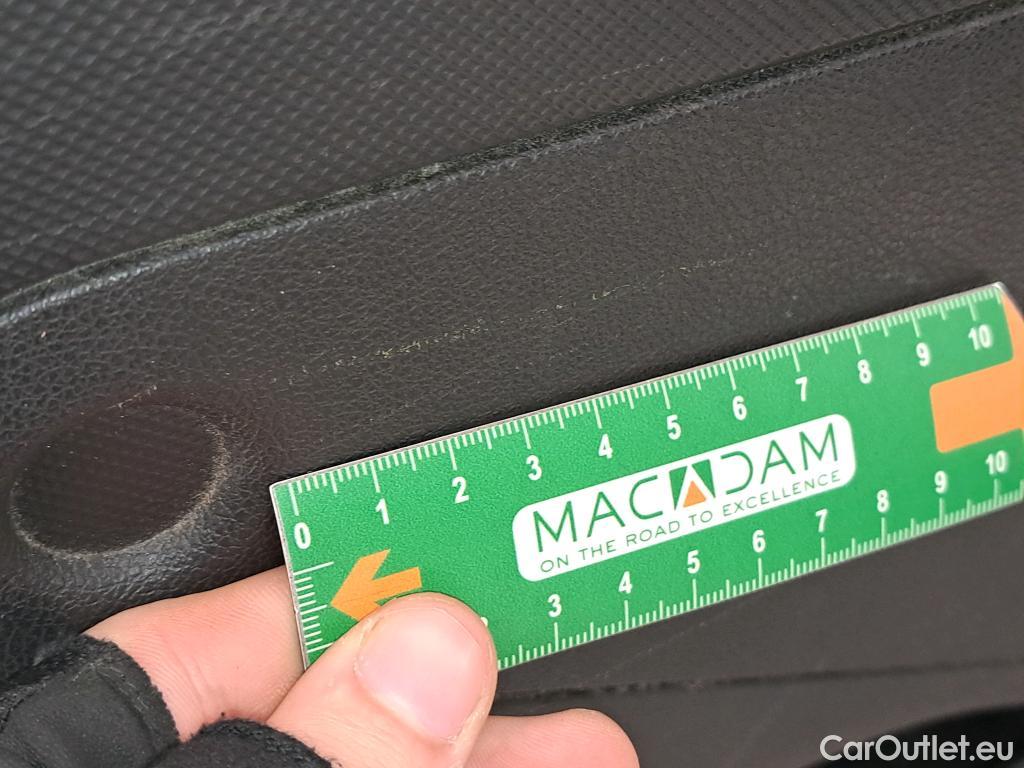 0 1 2 3 4 5 6 7 8 9 10
MACADAM
ON THE ROAD TO EXCELLENCE
3 4 5 6 7 8 9 10
CarOutlet.eu